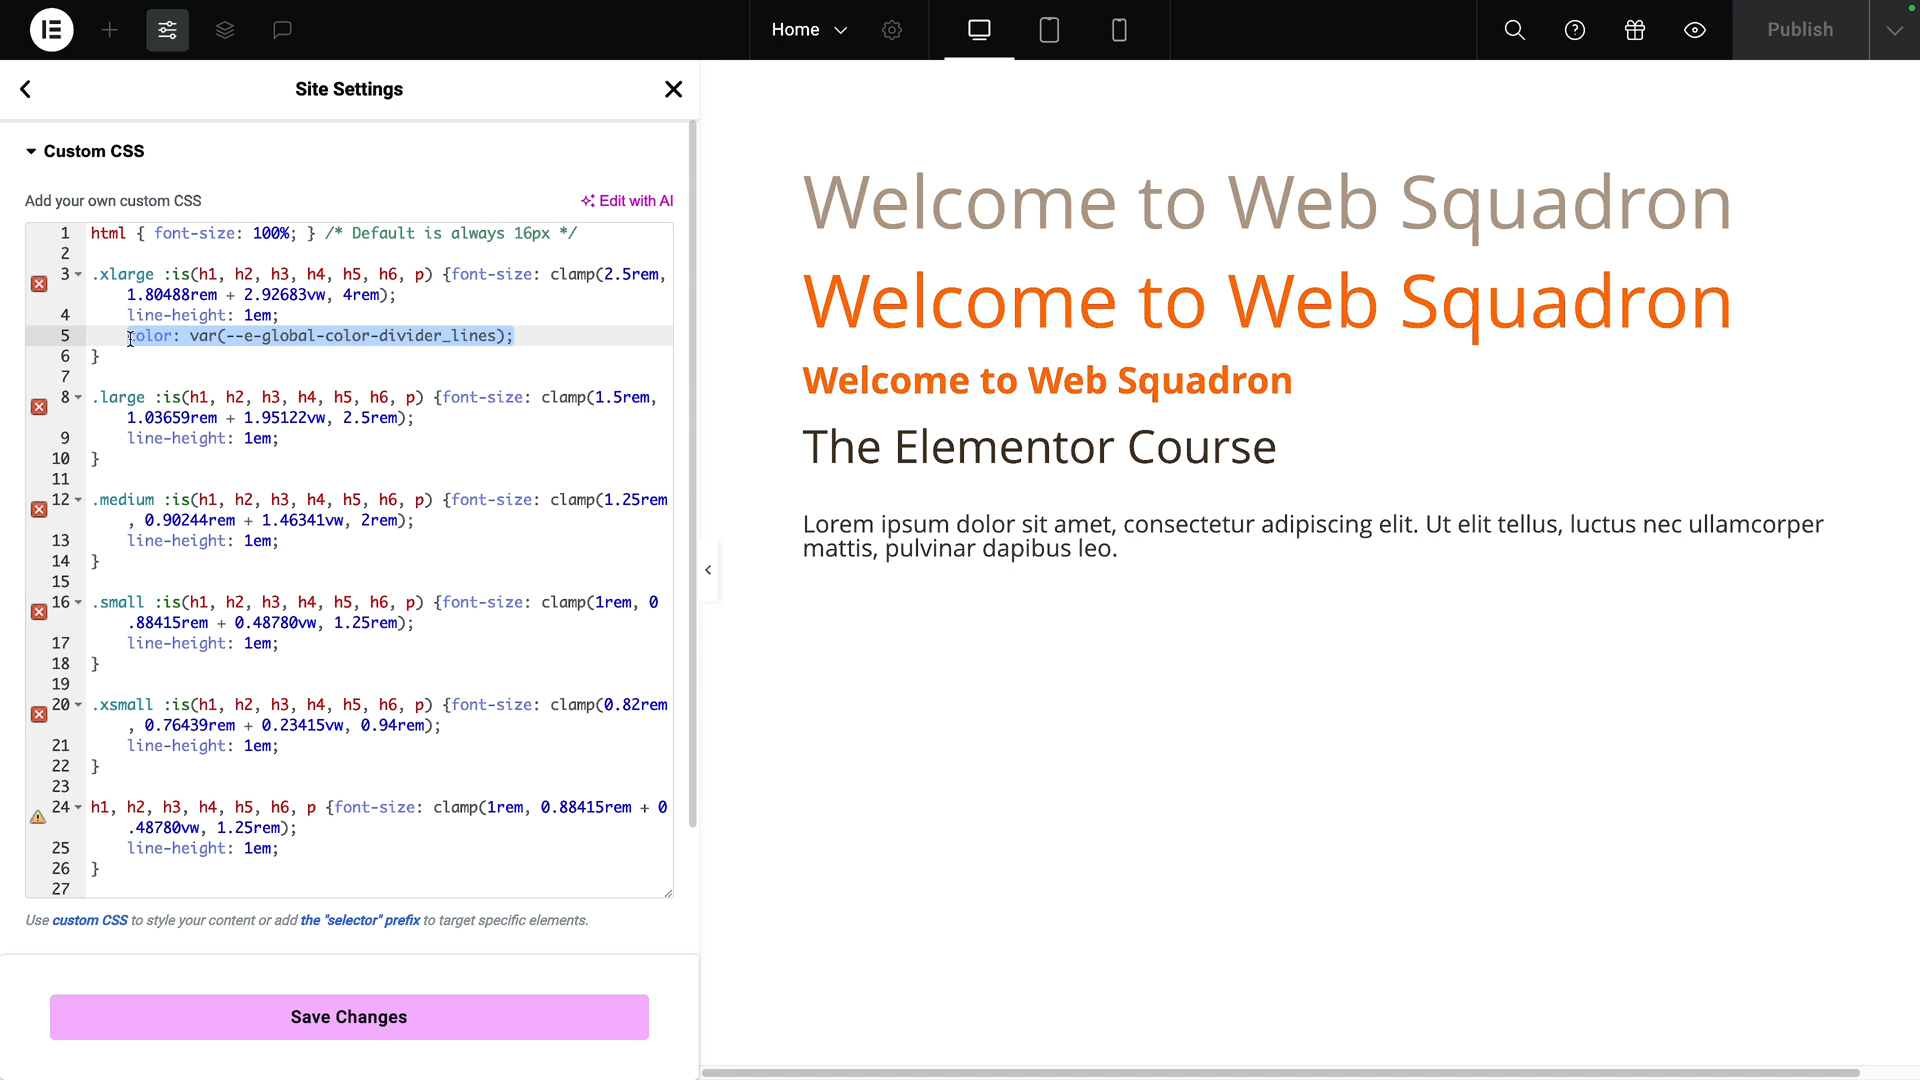 Home
Publish
Site Settings
Custom CSS
Add your own custom CSS
Edit with AI
1 html { font-size: 100%; } /* Default is always 16px */
2
3 .xlarge :is(h1, h2, h3, h4, h5, h6, p) {font-size: clamp(2.5rem,
1.80488rem + 2.92683vw, 4rem);
4 line-height: 1em;
5 color: var(--e-global-color-divider_lines);
6 }
7
8 .large :is(h1, h2, h3, h4, h5, h6, p) {font-size: clamp(1.5rem,
1.03659rem + 1.95122vw, 2.5rem);
9 line-height: 1em;
10 }
11
12 .medium :is(h1, h2, h3, h4, h5, h6, p) {font-size: clamp(1.25rem
, 0.90244rem + 1.46341vw, 2rem);
13 line-height: 1em;
14 }
15
16 .small :is(h1, h2, h3, h4, h5, h6, p) {font-size: clamp(1rem, 0
.88415rem + 0.48780vw, 1.25rem);
17 line-height: 1em;
18 }
19
20 .xsmall :is(h1, h2, h3, h4, h5, h6, p) {font-size: clamp(0.82rem
, 0.76439rem + 0.23415vw, 0.94rem);
21 line-height: 1em;
22 }
23
24 h1, h2, h3, h4, h5, h6, p {font-size: clamp(1rem, 0.88415rem + 0
.48780vw, 1.25rem);
25 line-height: 1em;
26 }
27
Use custom CSS to style your content or add the "selector" prefix to target specific elements.
Save Changes
Welcome to Web Squadron
Welcome to Web Squadron
Welcome to Web Squadron
The Elementor Course
Lorem ipsum dolor sit amet, consectetur adipiscing elit. Ut elit tellus, luctus nec ullamcorper
mattis, pulvinar dapibus leo.